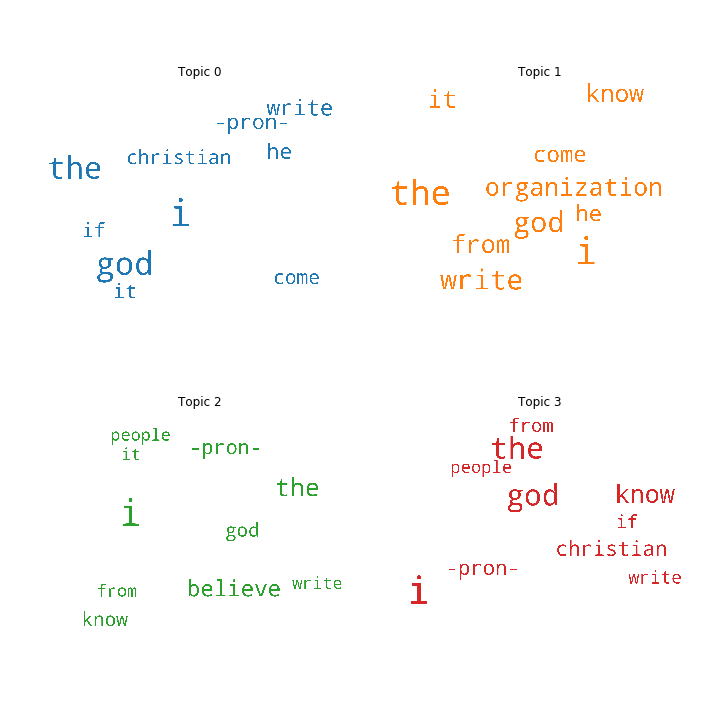 Topic 0
write
-pron-
he
christian
the
i
if
god
come
it
Topic 1
know
it
come
organization
the
he
god
from
i
write
Topic 2
people
-pron-
it
the
i
god
write
believe
from
know
Topic 3
from
the
people
know
god
if
christian
-pron-
write
i